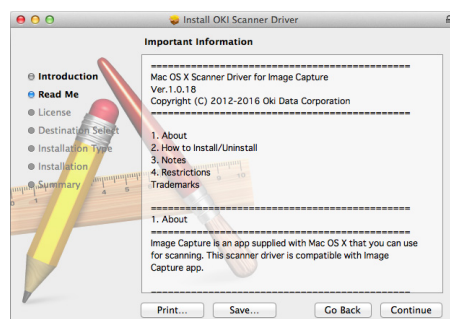 Install OKI Scanner Driver
Important Information
Introduction
Read Me
License
Destination Select
Installation Type
Installation
Summary
==============================================
Mac OS X Scanner Driver for Image Capture
Ver.1.0.18
Copyright (C) 2012-2016 Oki Data Corporation
==============================================
1. About
2. How to Install/Uninstall
3. Notes
4. Restrictions
Trademarks
==============================================
1. About
==============================================
Image Capture is an app supplied with Mac OS X that you can use
for scanning. This scanner driver is compatible with Image
Capture app.
==============================================
Print...
Save...
Go Back
Continue